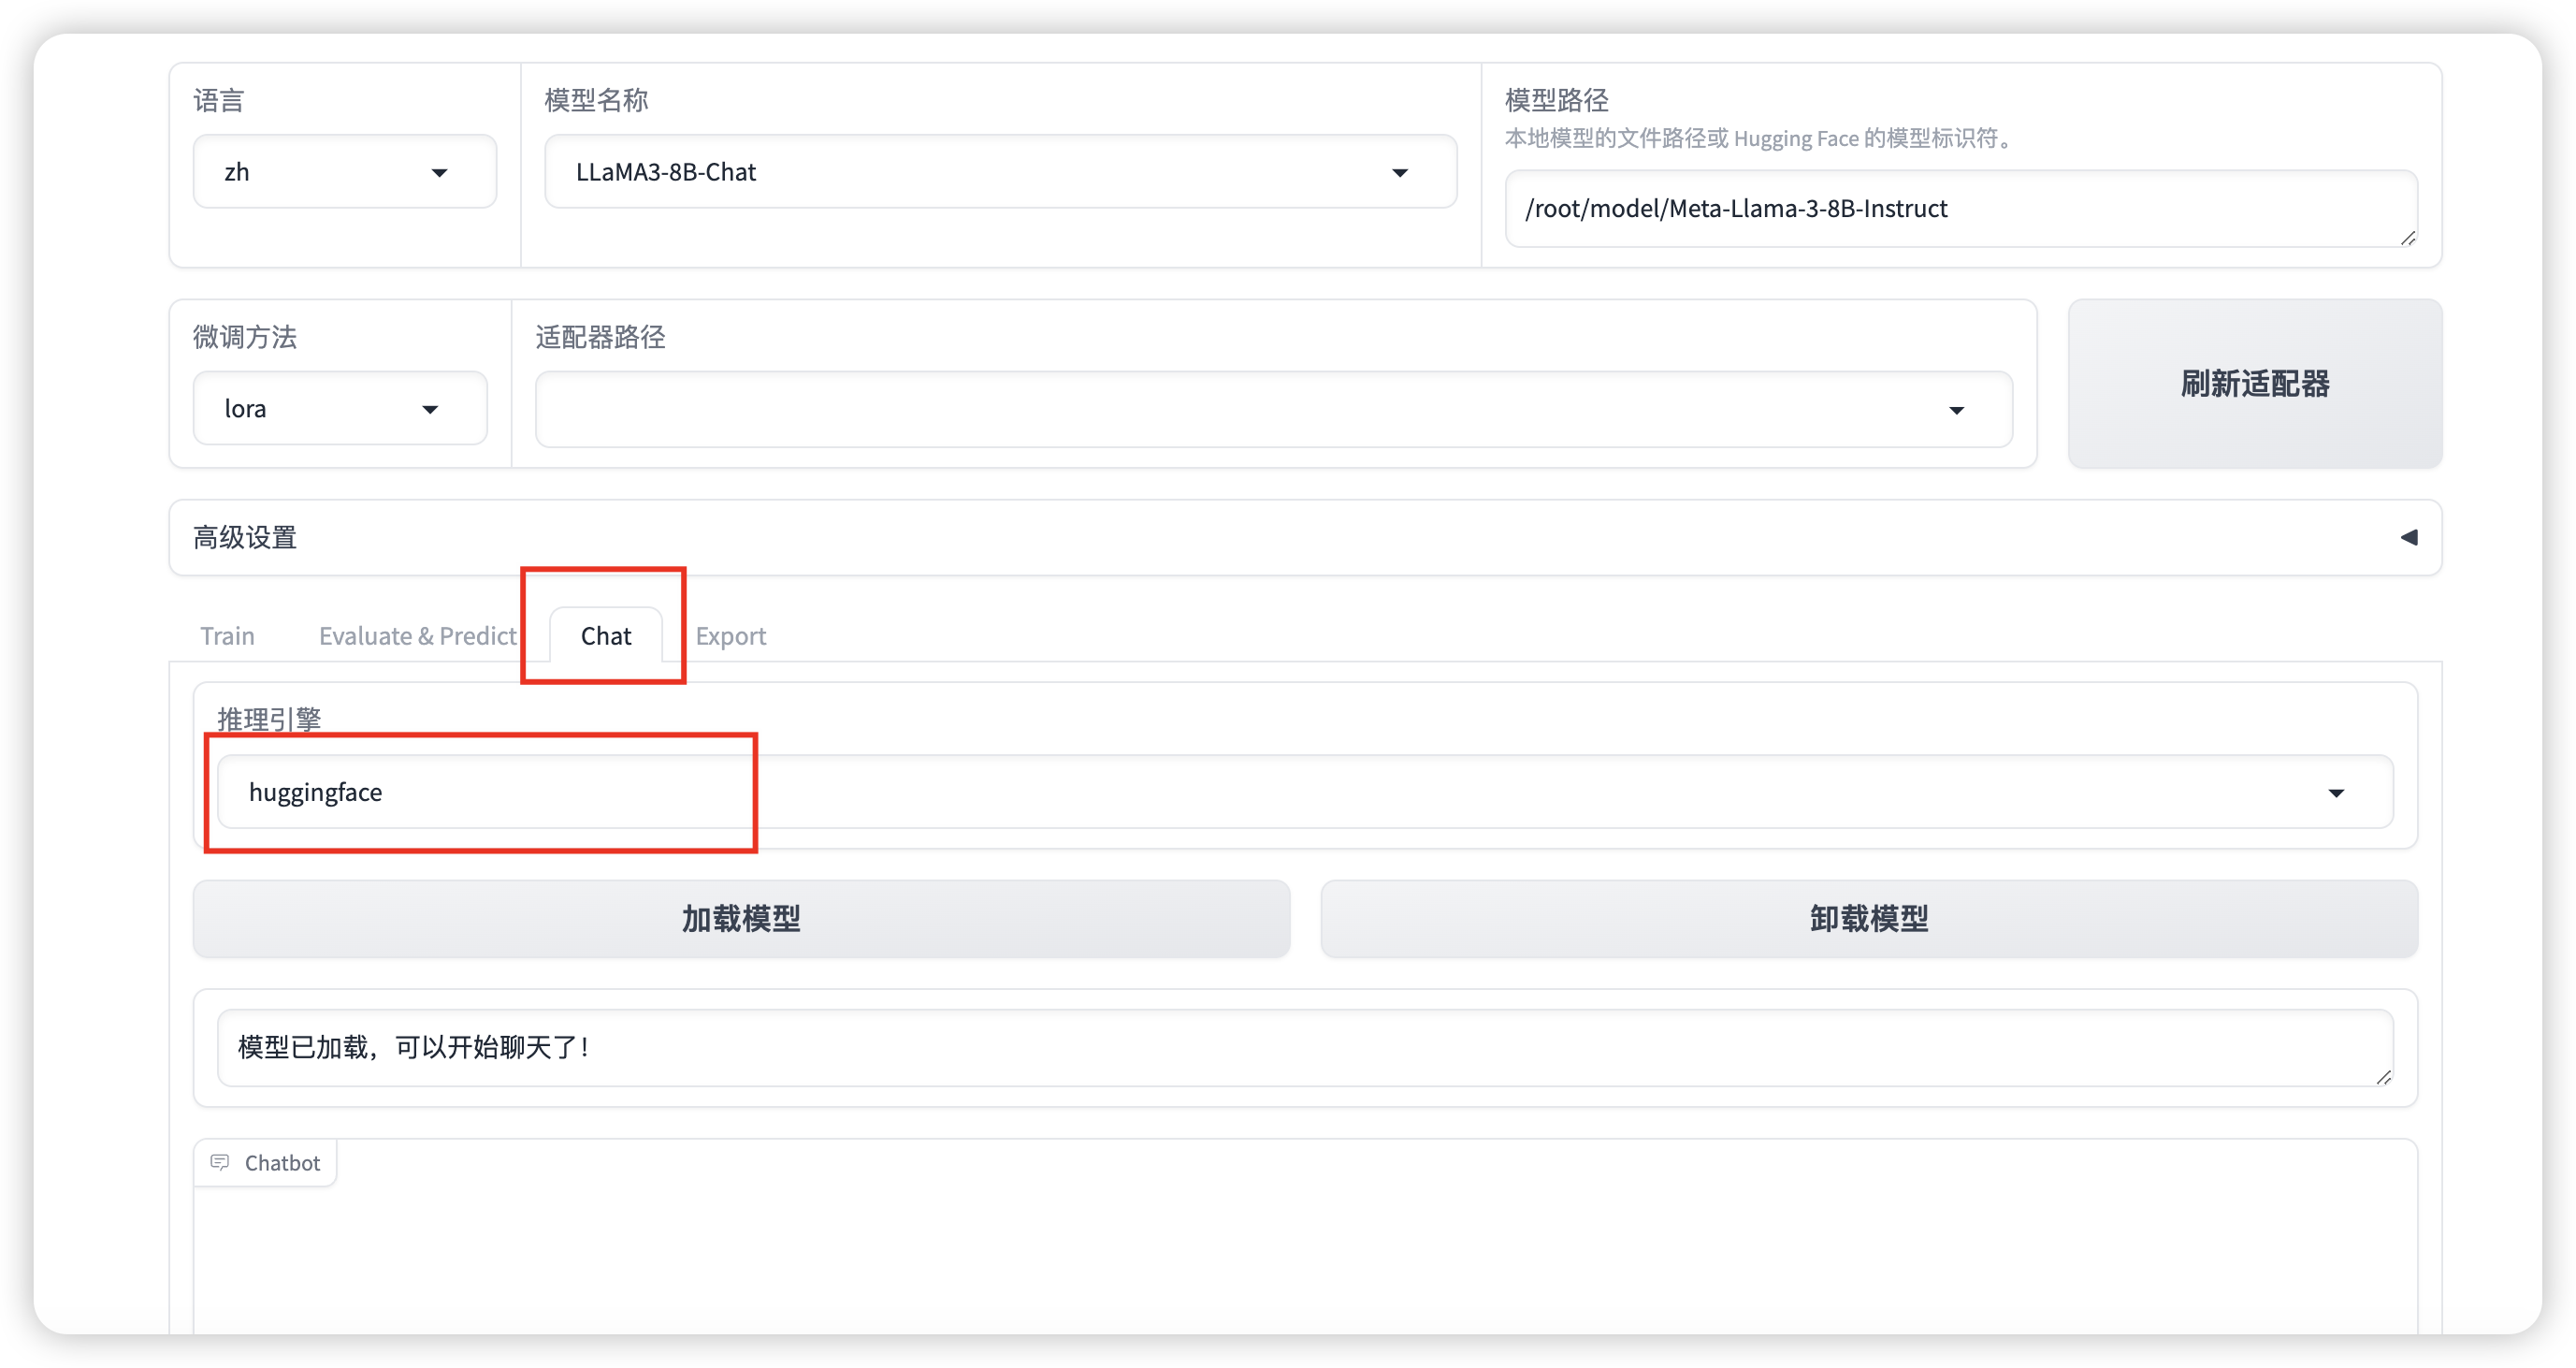 语言
zh
模型名称
LLaMA3-8B-Chat
模型路径
本地模型的文件路径或 Hugging Face 的模型标识符。
/root/model/Meta-Llama-3-8B-Instruct
微调方法
lora
适配器路径
刷新适配器
高级设置
Train
Evaluate & Predict
Chat
Export
推理引擎
huggingface
加载模型
卸载模型
模型已加载，可以开始聊天了！
Chatbot